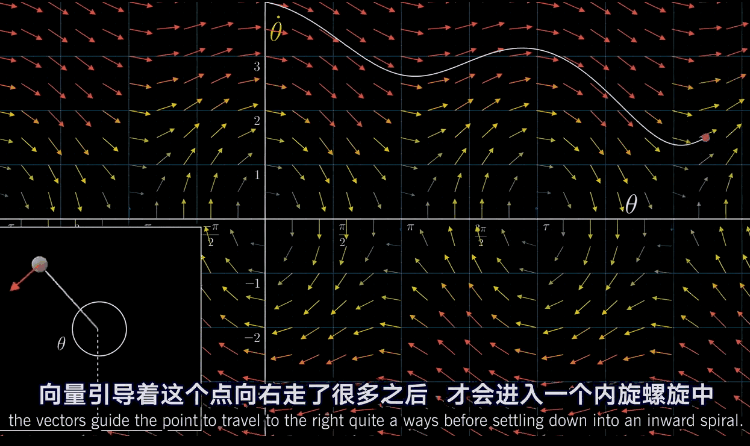 θ̇
3
2
1
θ
π/2
π
-π/2
-1
-2
θ
向量引导着这个点向右走了很多之后 才会进入一个内旋螺旋中
the vectors guide the point to travel to the right quite a ways before settling down into an inward spiral.